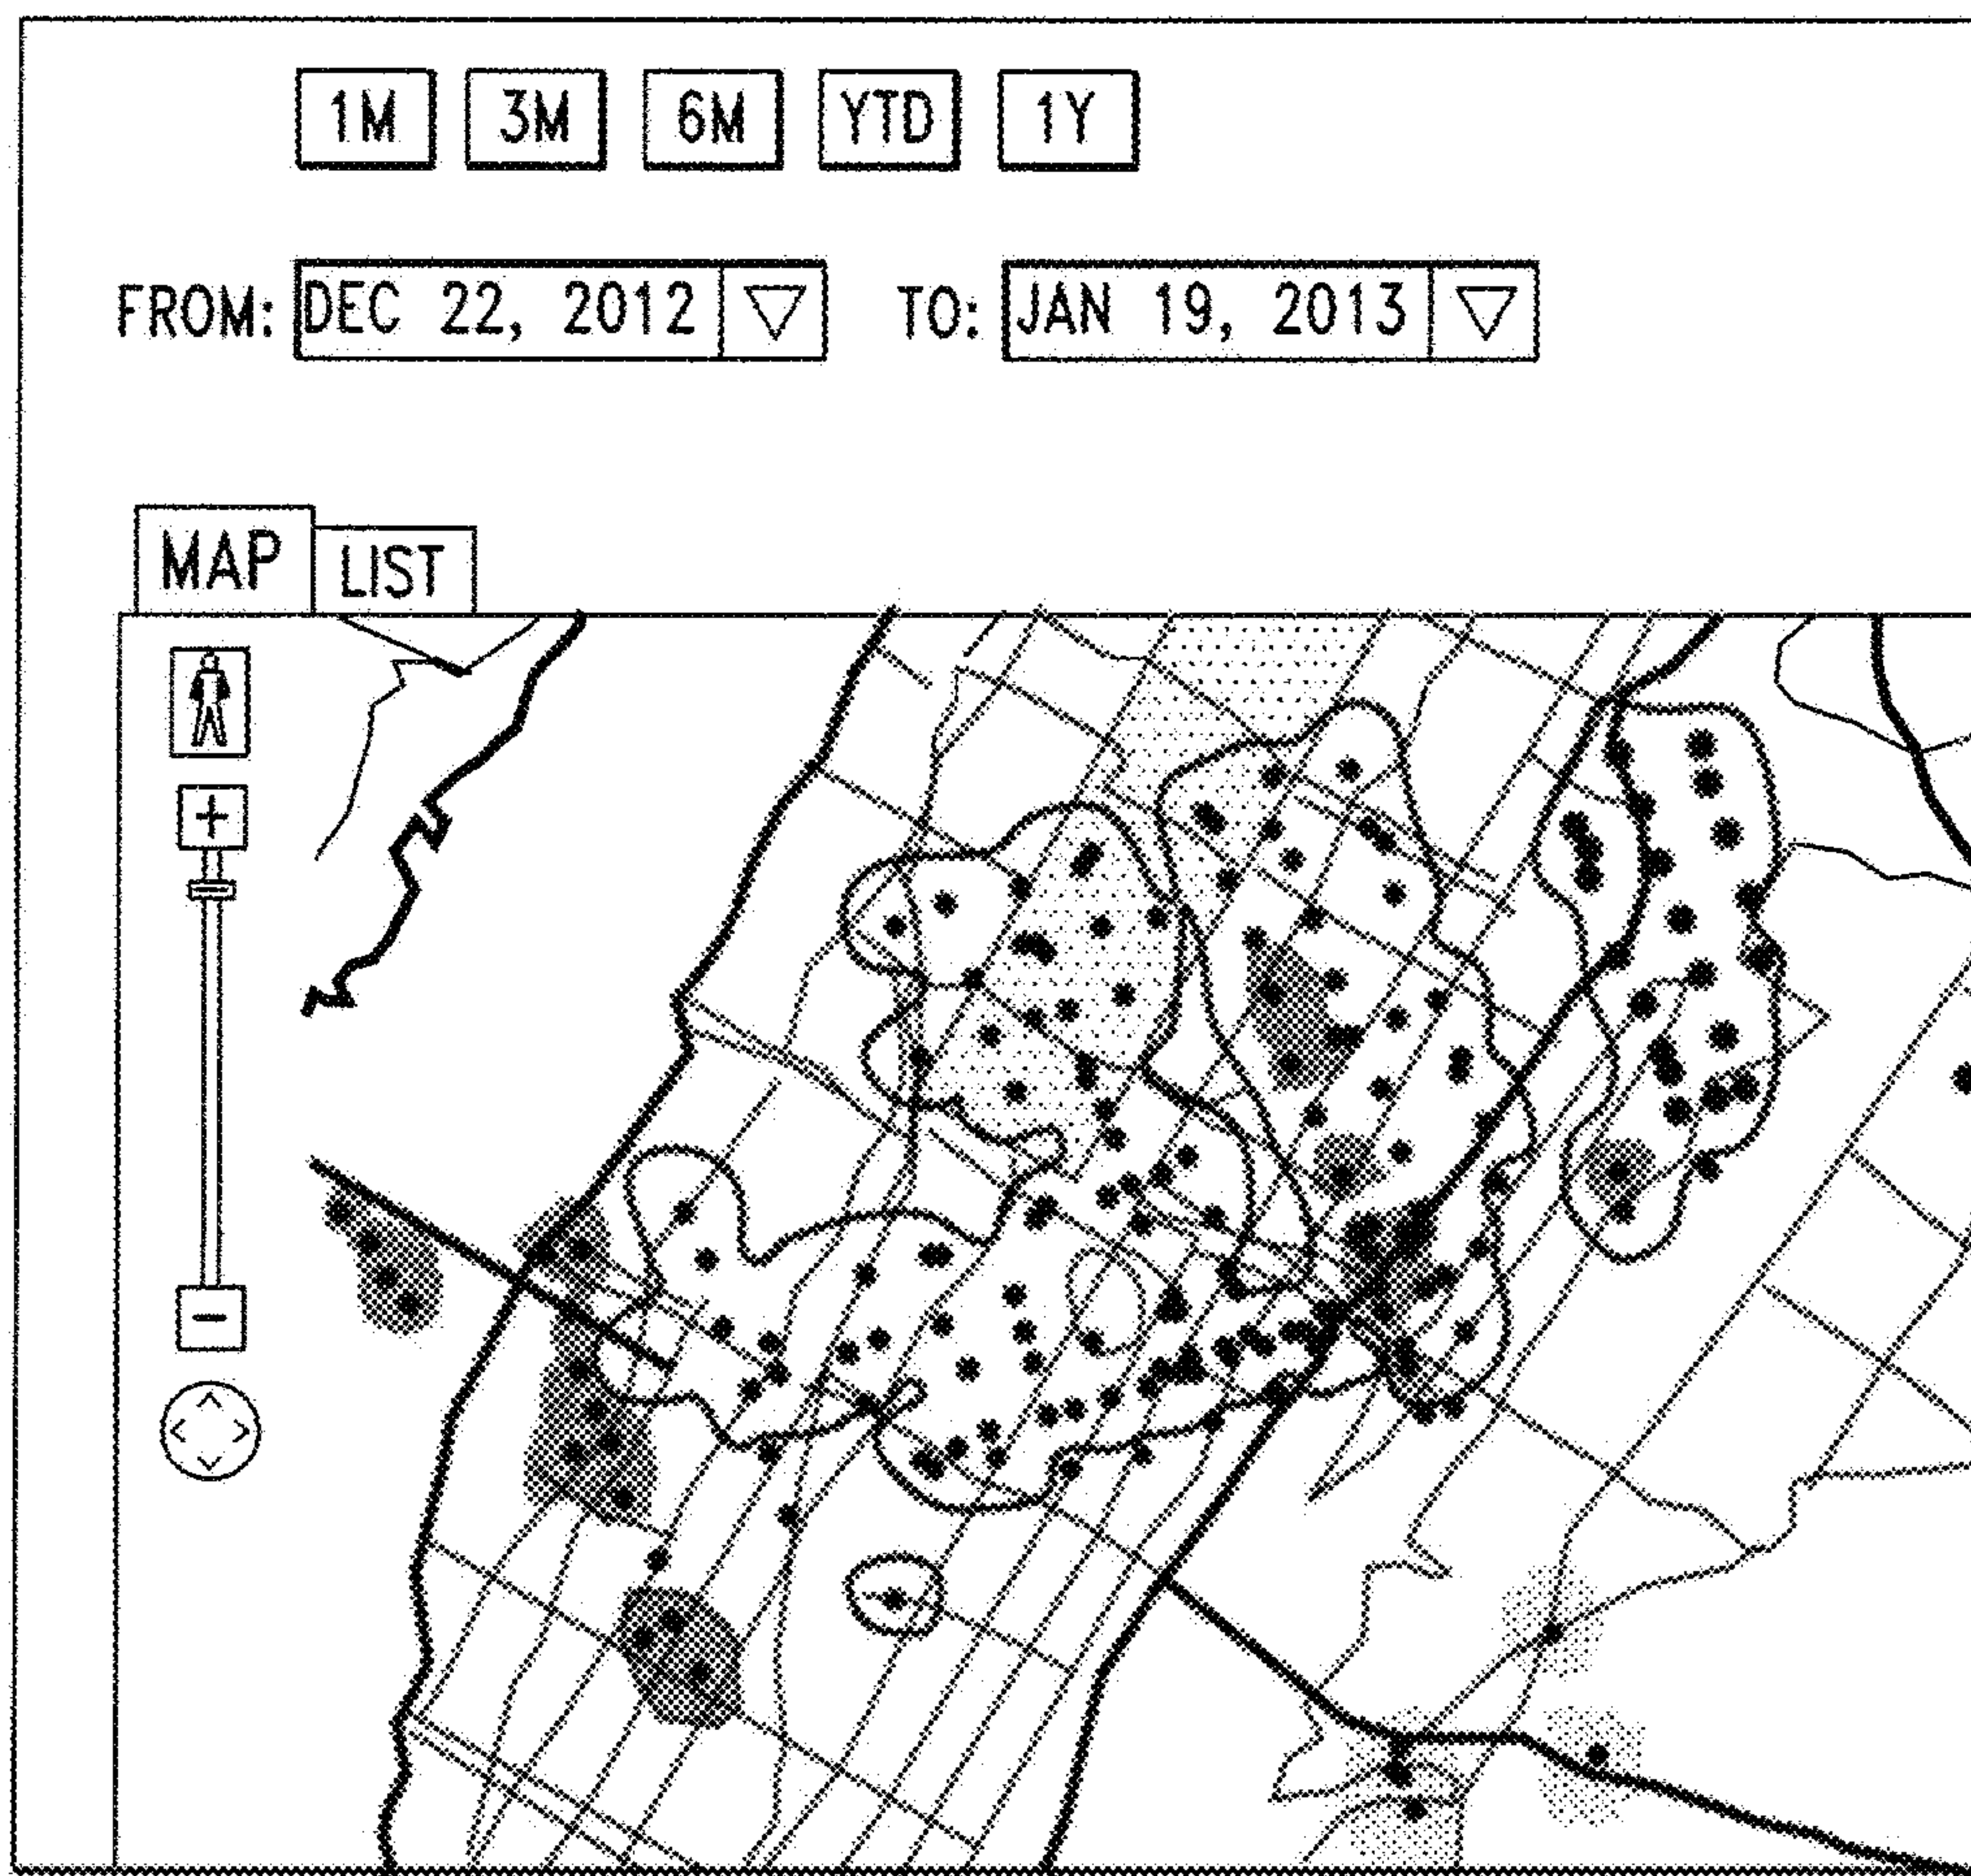 1M 3M 6M YTD 1Y
FROM: DEC 22, 2012 TO: JAN 19, 2013
MAP LIST
+
-